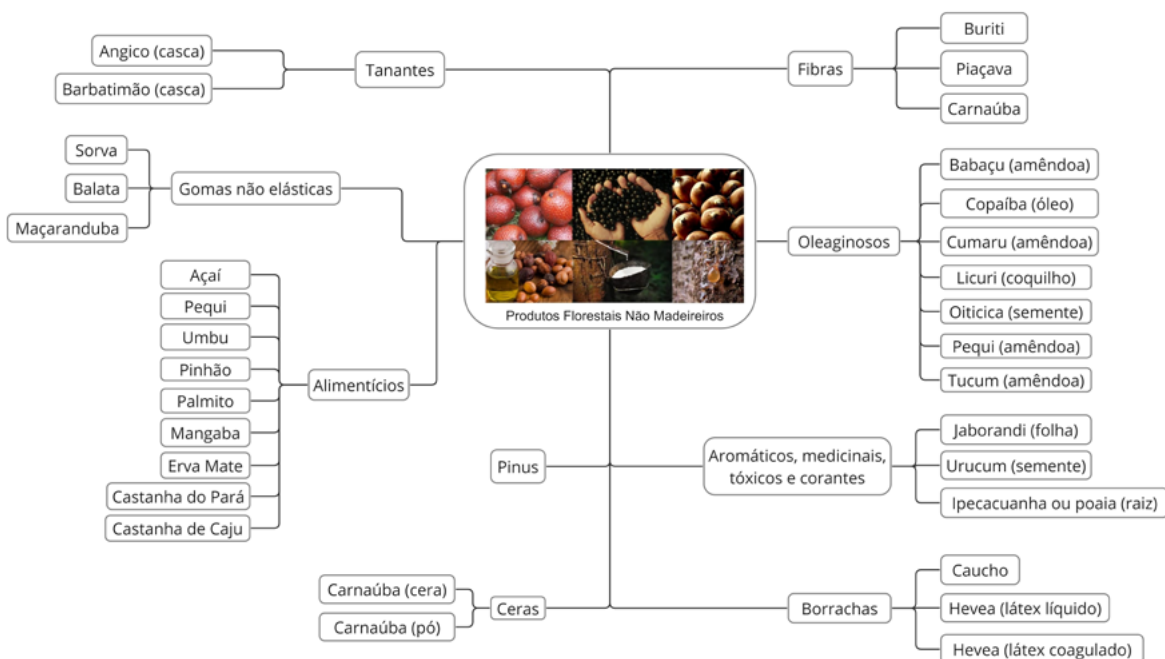 Produtos Florestais Não Madeireiros
Tanantes
Angico (casca)
Barbatimão (casca)
Gomas não elásticas
Sorva
Balata
Maçaranduba
Alimentícios
Açaí
Pequi
Umbu
Pinhão
Palmito
Mangaba
Erva Mate
Castanha do Pará
Castanha de Caju
Pinus
Ceras
Carnaúba (cera)
Carnaúba (pó)
Fibras
Buriti
Piaçava
Carnaúba
Oleaginosos
Babaçu (amêndoa)
Copaíba (óleo)
Cumaru (amêndoa)
Licuri (coquilho)
Oiticica (semente)
Pequi (amêndoa)
Tucum (amêndoa)
Aromáticos, medicinais,
tóxicos e corantes
Jaborandi (folha)
Urucum (semente)
Ipecacuanha ou poaia (raiz)
Borrachas
Caucho
Hevea (látex líquido)
Hevea (látex coagulado)